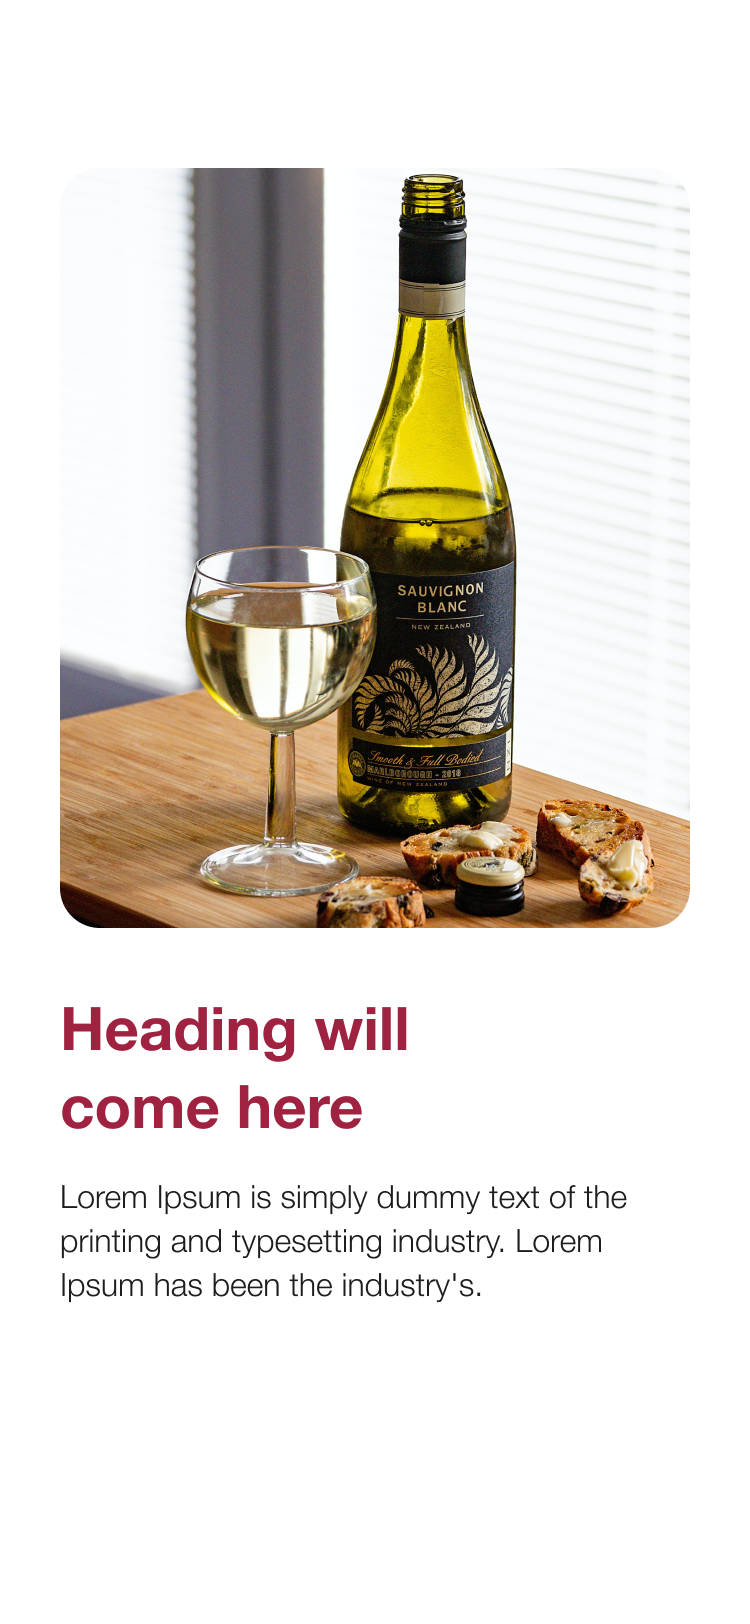 SAUVIGNON
BLANC
NEW ZEALAND
Smooth & Full Bodied
MARLBOROUGH - 2016
WINE OF NEW ZEALAND
Heading will
come here
Lorem Ipsum is simply dummy text of the
printing and typesetting industry. Lorem
Ipsum has been the industry's.